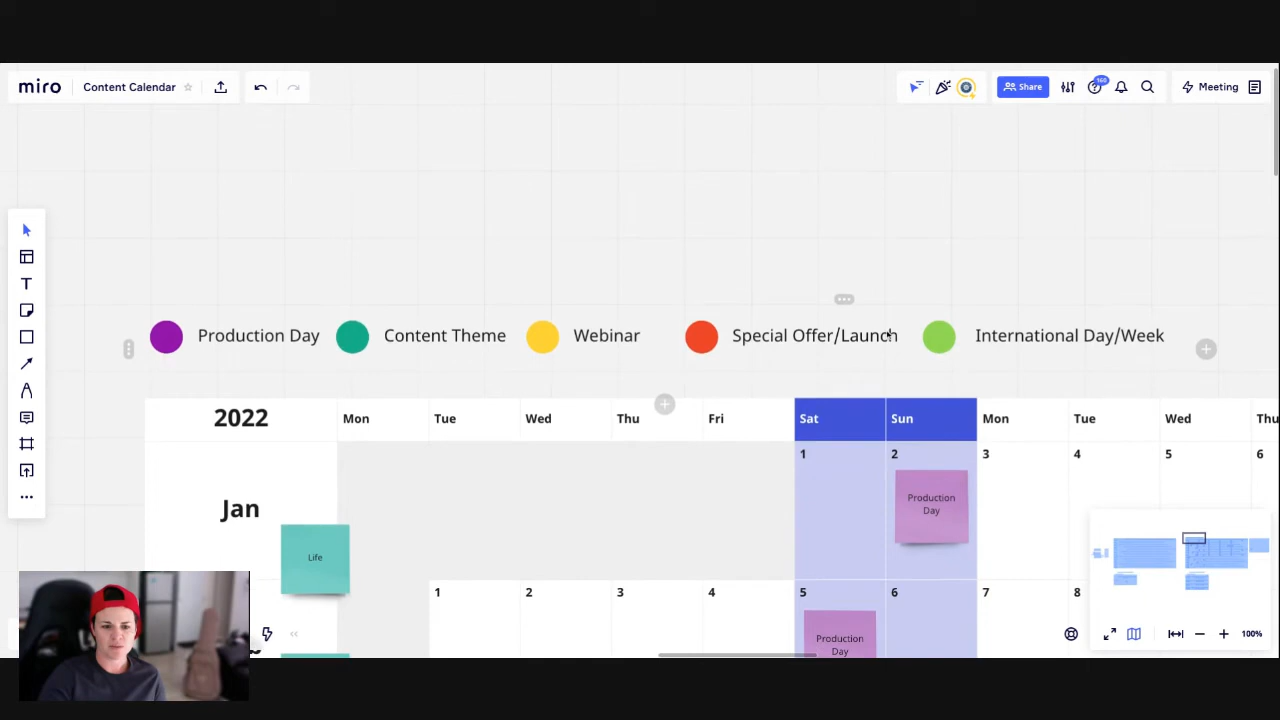 miro
Content Calendar
Share
160
Meeting
Production Day
Content Theme
Webinar
Special Offer/Launch
International Day/Week
2022
Mon
Tue
Wed
Thu
Fri
Sat
Sun
Mon
Tue
Wed
Thu
1
2
3
4
5
6
Production
Day
Jan
Life
1
2
3
4
5
6
7
8
Production
Day
100%